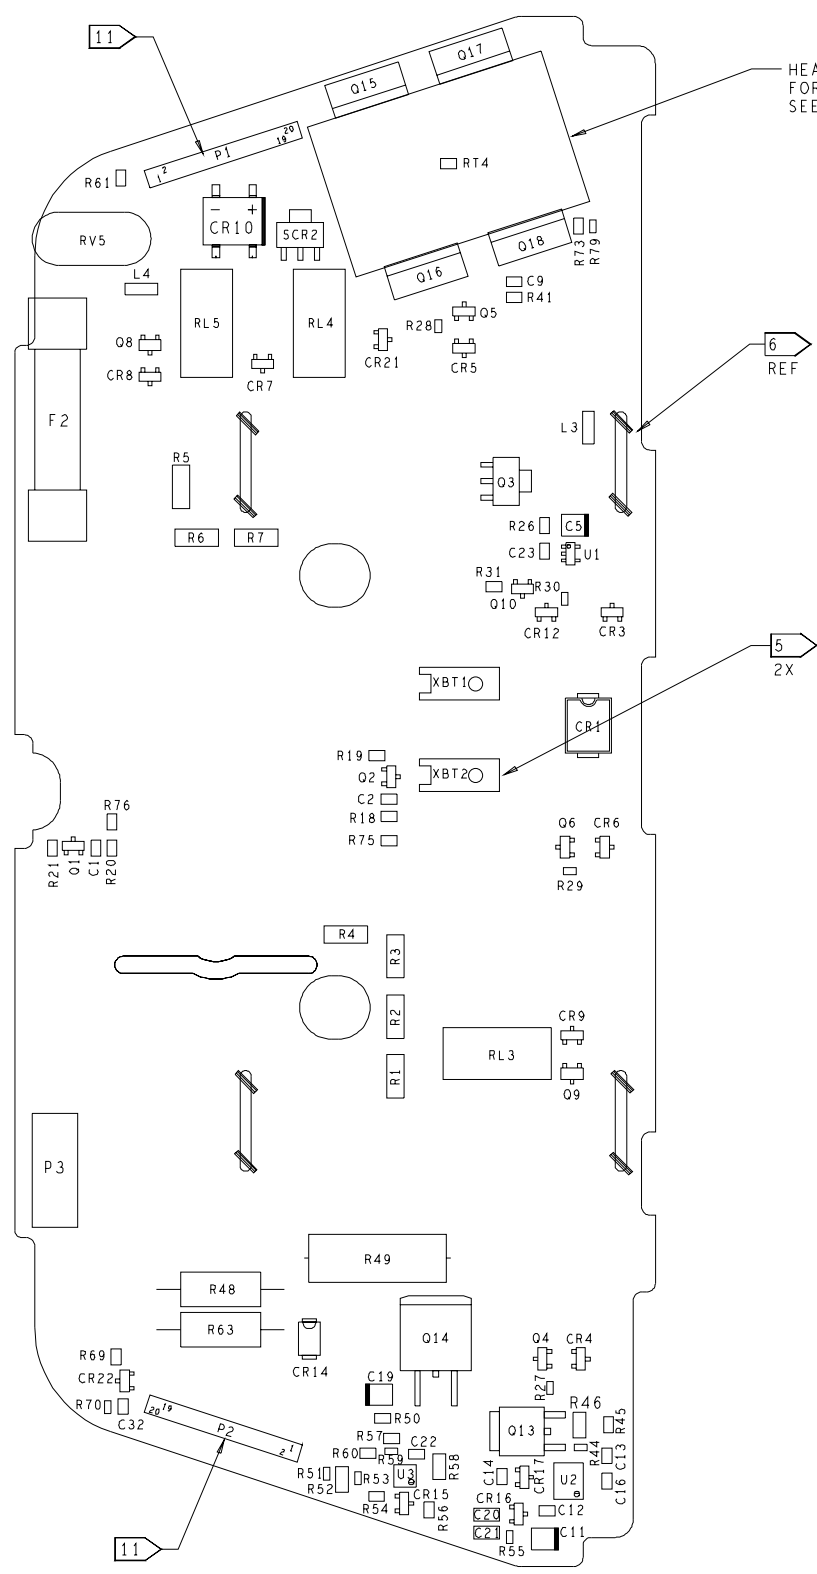 11
Q17
HEA
FOR
SEE
Q15
20
19
P1
2
1
RT4
R61
- +
CR10
SCR2
RV5
Q18
R73
R79
Q16
L4
C9
R41
RL5
RL4
Q5
R28
Q8
CR21
CR5
CR8
CR7
6
REF
F2
L3
R5
Q3
R26
C5
R6
R7
C23
U1
R31
R30
Q10
CR12
CR3
5
2X
XBT1
CR1
R19
Q2
XBT2
C2
R76
R18
R75
Q6
CR6
R21
Q1
C1
R20
R29
R4
R3
CR9
R2
RL3
R1
Q9
P3
R49
R48
R63
Q14
Q4
CR4
CR14
R69
CR22
C19
R27
R46
R70
C32
20
19
P2
2
1
R50
Q13
R45
R57
R60
R59
C22
R58
R44
C13
R51
R52
R53
U3
C14
CR17
U2
C16
R54
CR15
R56
CR16
C20
C12
C21
R55
C11
11